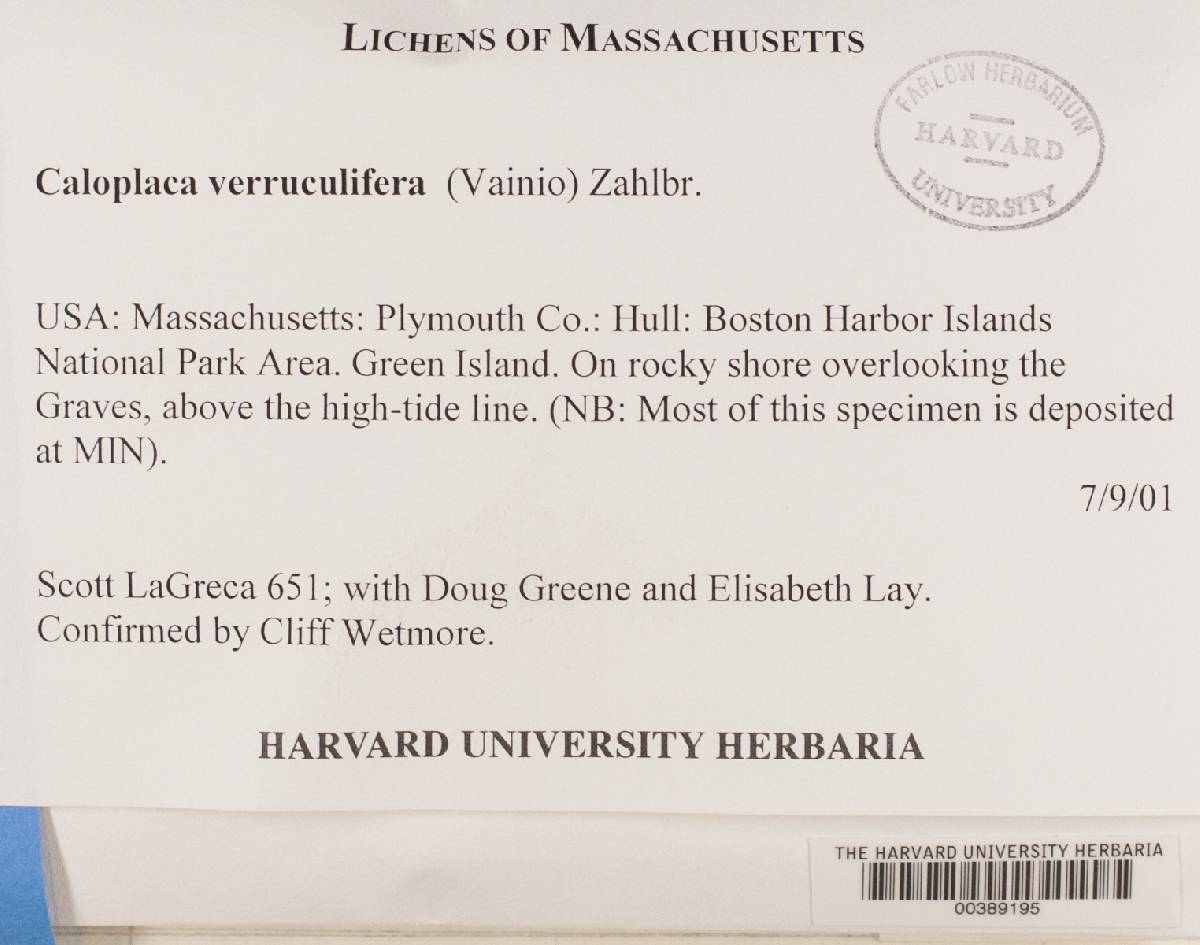 LICHENS OF MASSACHUSETTS
FARLOW HERBARIUM
HARVARD
UNIVERSITY
Caloplaca verruculifera (Vainio) Zahlbr.
USA: Massachusetts: Plymouth Co.: Hull: Boston Harbor Islands
National Park Area. Green Island. On rocky shore overlooking the
Graves, above the high-tide line. (NB: Most of this specimen is deposited
at MIN).
7/9/01
Scott LaGreca 651; with Doug Greene and Elisabeth Lay.
Confirmed by Cliff Wetmore.
HARVARD UNIVERSITY HERBARIA
THE HARVARD UNIVERSITY HERBARIA
00389195